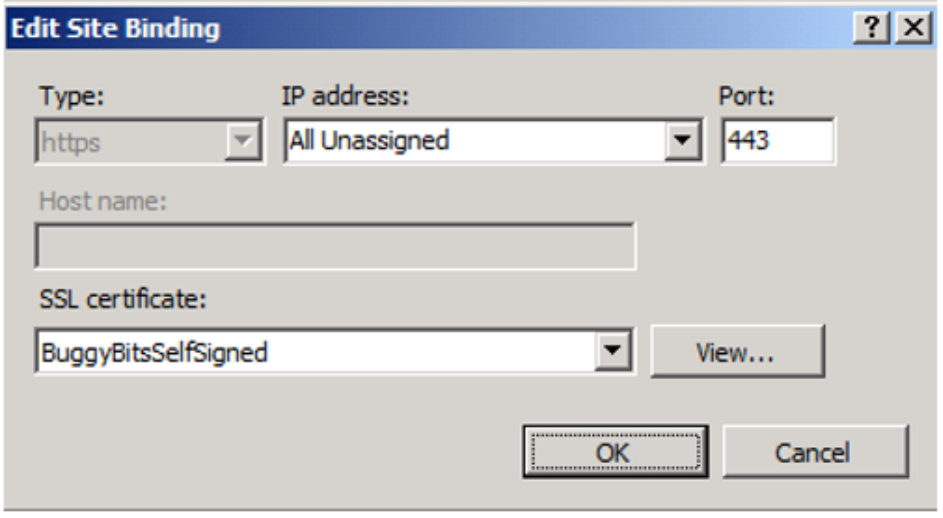 Edit Site Binding ? X
Type: IP address: Port:
https All Unassigned 443
Host name:
SSL certificate:
BuggyBitsSelfSigned View...
OK Cancel